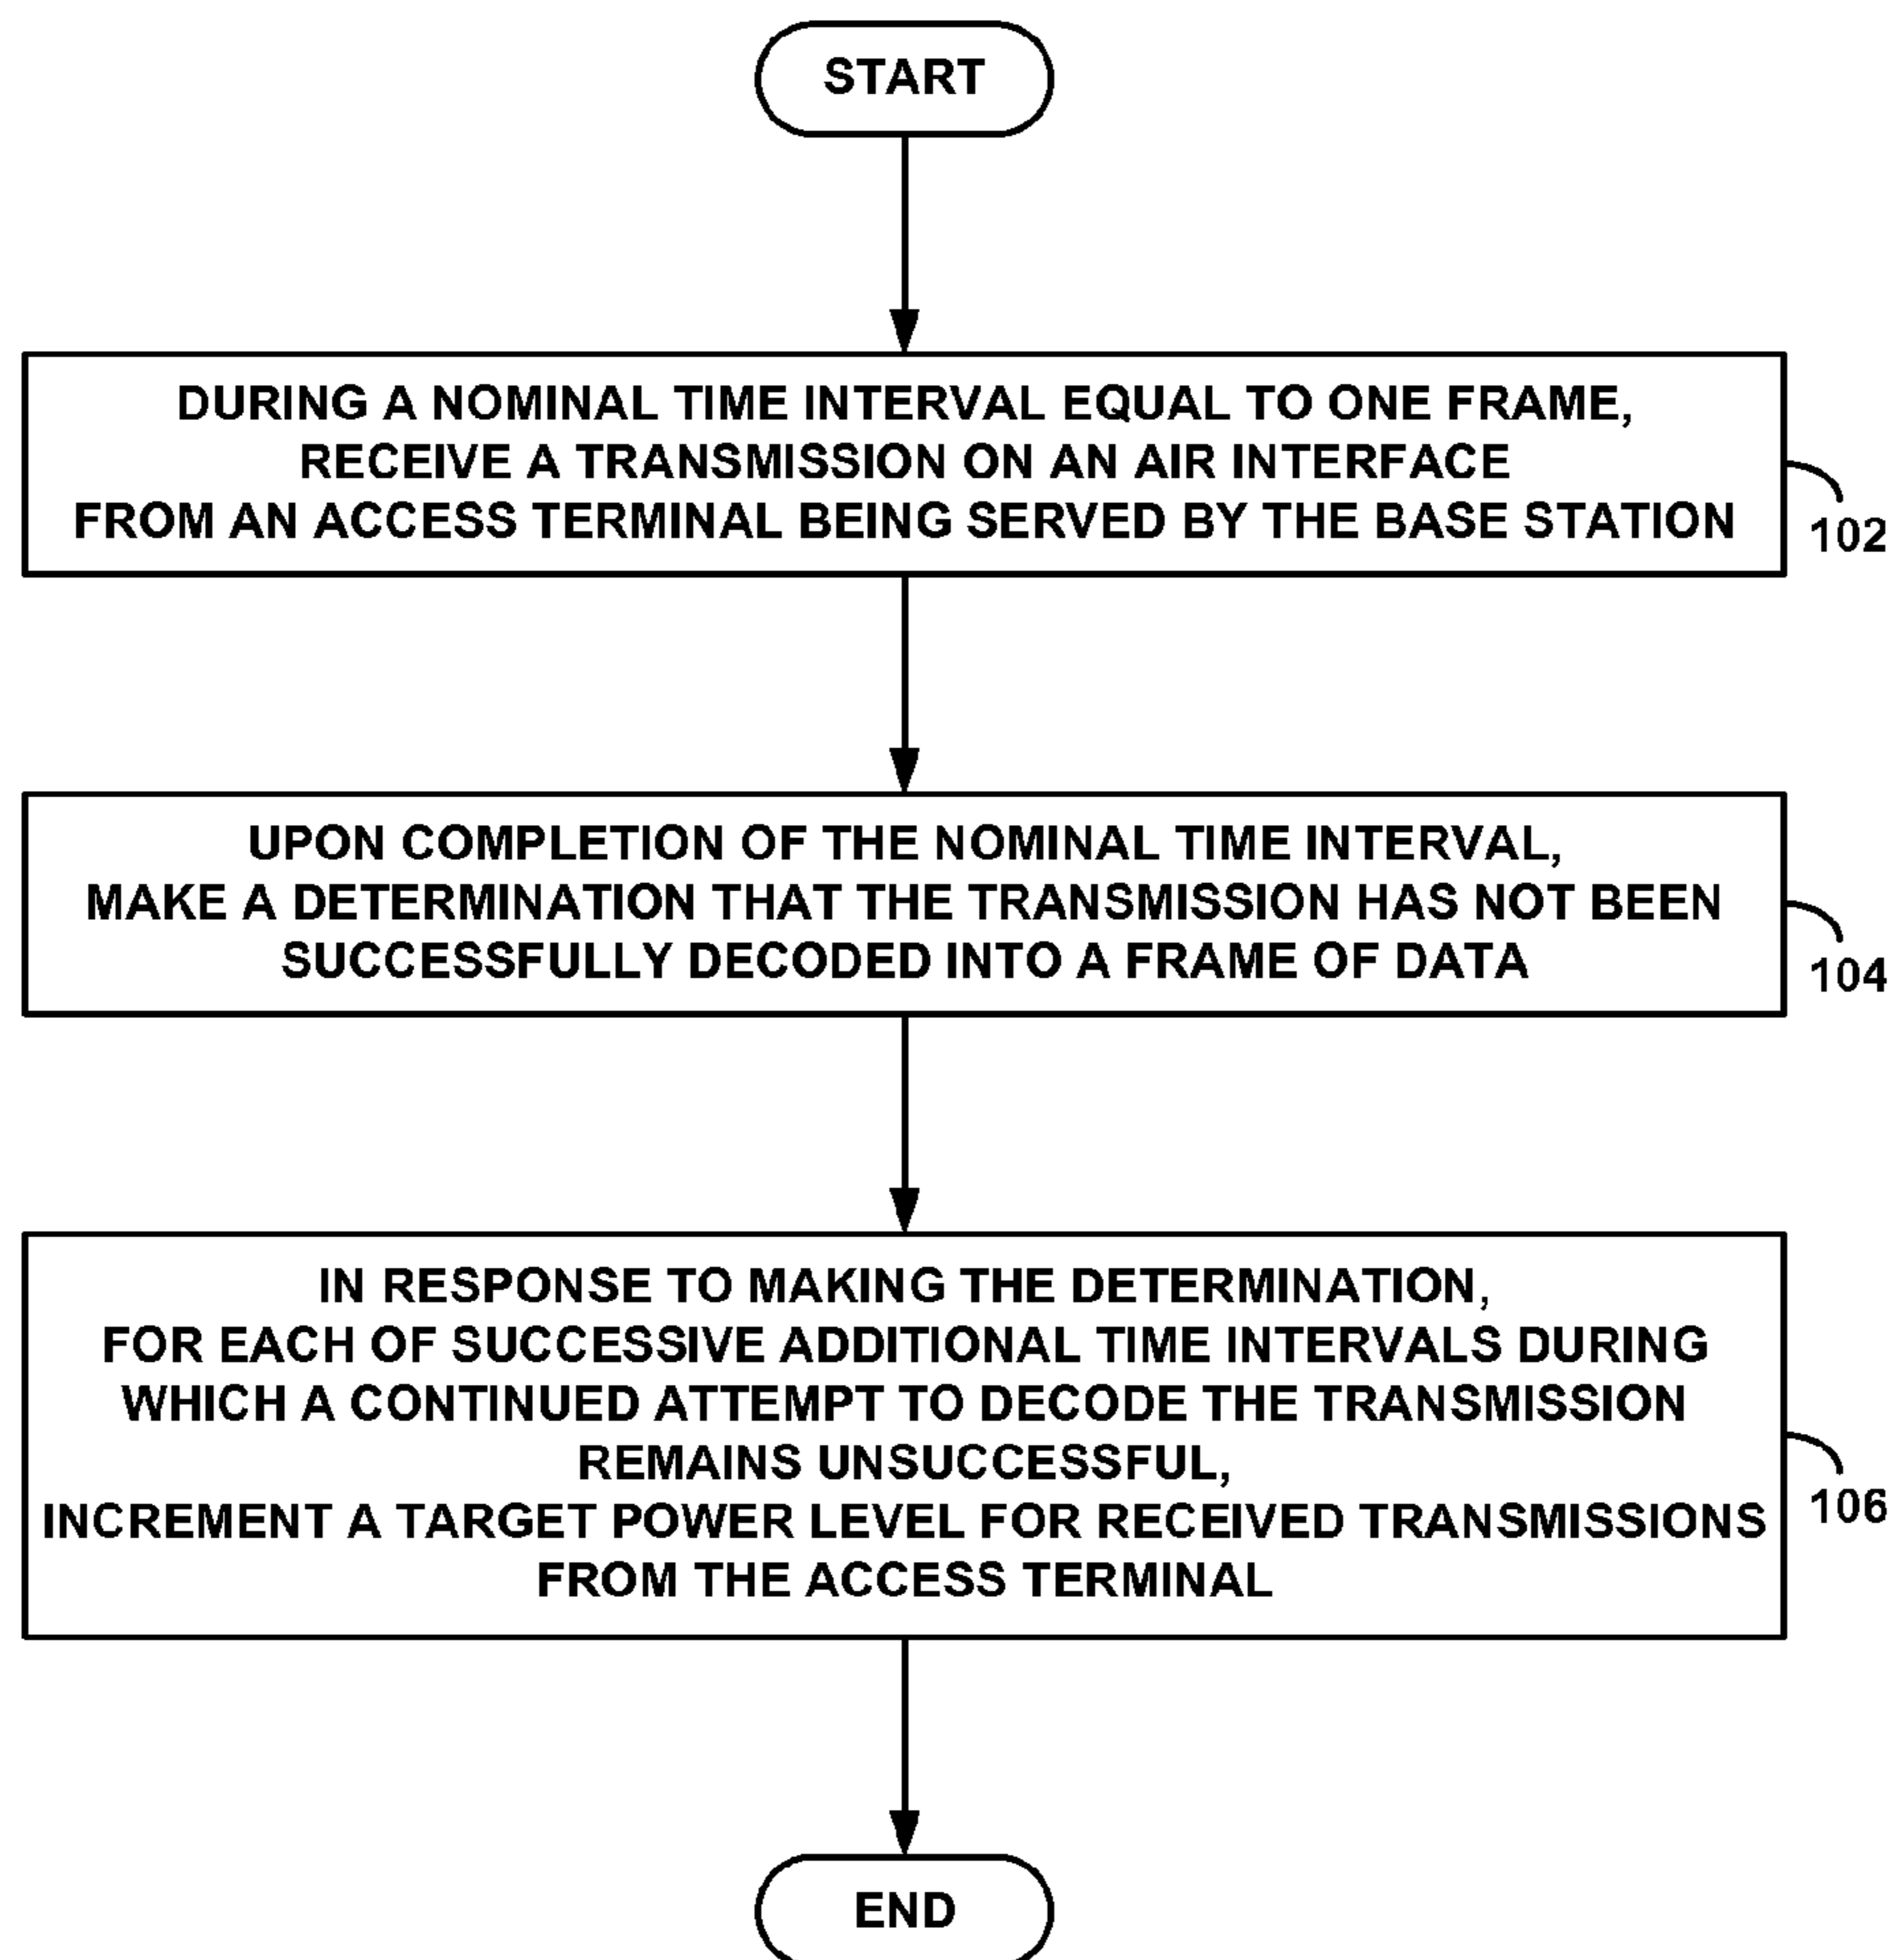 START
DURING A NOMINAL TIME INTERVAL EQUAL TO ONE FRAME,
RECEIVE A TRANSMISSION ON AN AIR INTERFACE
FROM AN ACCESS TERMINAL BEING SERVED BY THE BASE STATION
102
UPON COMPLETION OF THE NOMINAL TIME INTERVAL,
MAKE A DETERMINATION THAT THE TRANSMISSION HAS NOT BEEN
SUCCESSFULLY DECODED INTO A FRAME OF DATA
104
IN RESPONSE TO MAKING THE DETERMINATION,
FOR EACH OF SUCCESSIVE ADDITIONAL TIME INTERVALS DURING
WHICH A CONTINUED ATTEMPT TO DECODE THE TRANSMISSION
REMAINS UNSUCCESSFUL,
INCREMENT A TARGET POWER LEVEL FOR RECEIVED TRANSMISSIONS
FROM THE ACCESS TERMINAL
106
END